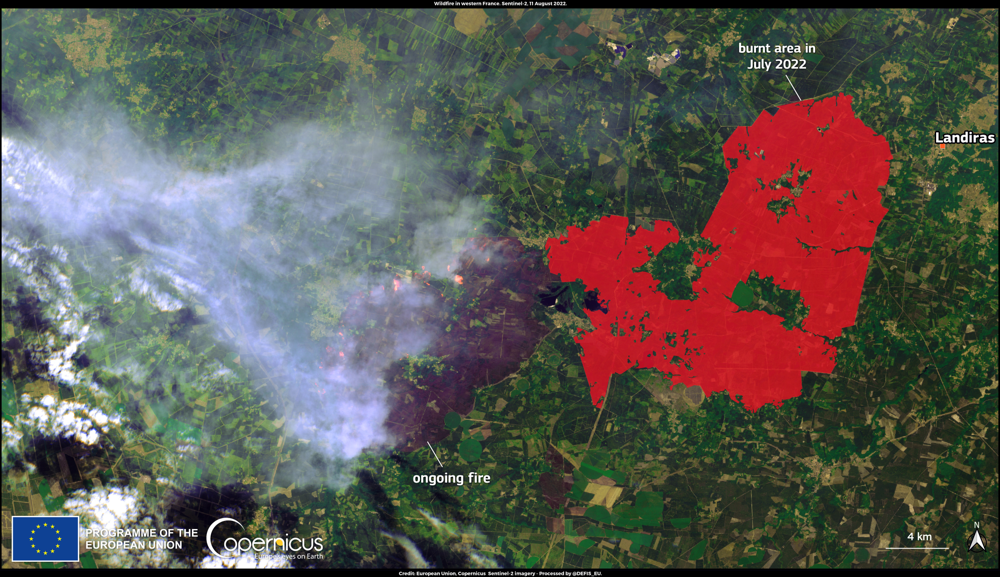 Wildfire in western France. Sentinel-2, 11 August 2022.
burnt area in
July 2022
Landiras
ongoing fire
PROGRAMME OF THE
EUROPEAN UNION
opernicus
Europe's eyes on Earth
N
4 km
Credit: European Union, Copernicus Sentinel-2 imagery - Processed by @DEFIS_EU.